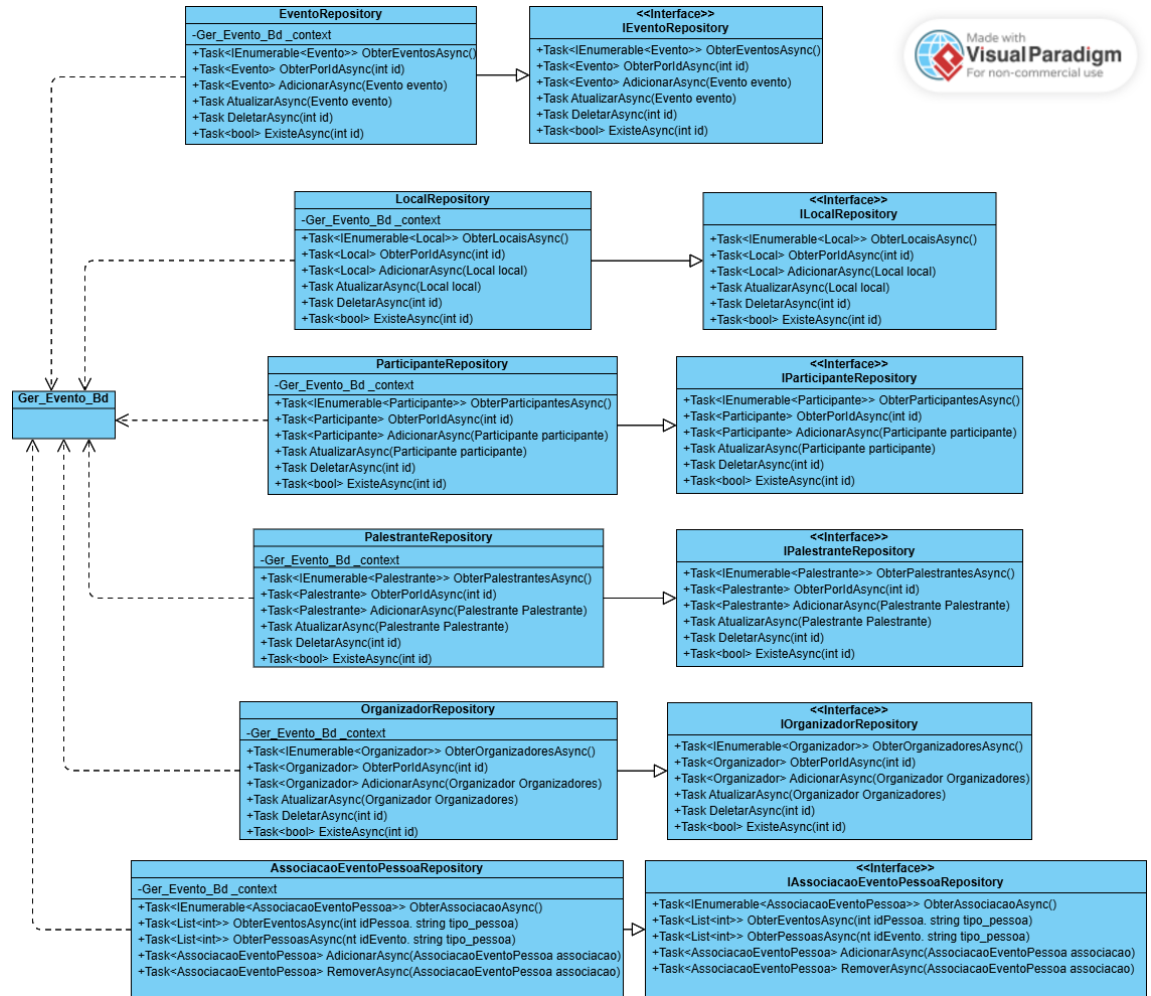 EventoRepository
-Ger_Evento_Bd _context
+Task<IEnumerable<Evento>> ObterEventosAsync()
+Task<Evento> ObterPorIdAsync(int id)
+Task<Evento> AdicionarAsync(Evento evento)
+Task AtualizarAsync(Evento evento)
+Task DeletarAsync(int id)
+Task<bool> ExisteAsync(int id)
<<Interface>>
IEventoRepository
+Task<IEnumerable<Evento>> ObterEventosAsync()
+Task<Evento> ObterPorIdAsync(int id)
+Task<Evento> AdicionarAsync(Evento evento)
+Task AtualizarAsync(Evento evento)
+Task DeletarAsync(int id)
+Task<bool> ExisteAsync(int id)
Made with
Visual Paradigm
For non-commercial use
LocalRepository
-Ger_Evento_Bd _context
+Task<IEnumerable<Local>> ObterLocaisAsync()
+Task<Local> ObterPorIdAsync(int id)
+Task<Local> AdicionarAsync(Local local)
+Task AtualizarAsync(Local local)
+Task DeletarAsync(int id)
+Task<bool> ExisteAsync(int id)
<<Interface>>
ILocalRepository
+Task<IEnumerable<Local>> ObterLocaisAsync()
+Task<Local> ObterPorIdAsync(int id)
+Task<Local> AdicionarAsync(Local local)
+Task AtualizarAsync(Local local)
+Task DeletarAsync(int id)
+Task<bool> ExisteAsync(int id)
Ger_Evento_Bd
ParticipanteRepository
-Ger_Evento_Bd _context
+Task<IEnumerable<Participante>> ObterParticipantesAsync()
+Task<Participante> ObterPorIdAsync(int id)
+Task<Participante> AdicionarAsync(Participante participante)
+Task AtualizarAsync(Participante participante)
+Task DeletarAsync(int id)
+Task<bool> ExisteAsync(int id)
<<Interface>>
IParticipanteRepository
+Task<IEnumerable<Participante>> ObterParticipantesAsync()
+Task<Participante> ObterPorIdAsync(int id)
+Task<Participante> AdicionarAsync(Participante participante)
+Task AtualizarAsync(Participante participante)
+Task DeletarAsync(int id)
+Task<bool> ExisteAsync(int id)
PalestranteRepository
-Ger_Evento_Bd _context
+Task<IEnumerable<Palestrante>> ObterPalestrantesAsync()
+Task<Palestrante> ObterPorIdAsync(int id)
+Task<Palestrante> AdicionarAsync(Palestrante Palestrante)
+Task AtualizarAsync(Palestrante Palestrante)
+Task DeletarAsync(int id)
+Task<bool> ExisteAsync(int id)
<<Interface>>
IPalestranteRepository
+Task<IEnumerable<Palestrante>> ObterPalestrantesAsync()
+Task<Palestrante> ObterPorIdAsync(int id)
+Task<Palestrante> AdicionarAsync(Palestrante Palestrante)
+Task AtualizarAsync(Palestrante Palestrante)
+Task DeletarAsync(int id)
+Task<bool> ExisteAsync(int id)
OrganizadorRepository
-Ger_Evento_Bd _context
+Task<IEnumerable<Organizador>> ObterOrganizadoresAsync()
+Task<Organizador> ObterPorIdAsync(int id)
+Task<Organizador> AdicionarAsync(Organizador Organizadores)
+Task AtualizarAsync(Organizador Organizadores)
+Task DeletarAsync(int id)
+Task<bool> ExisteAsync(int id)
<<Interface>>
IOrganizadorRepository
+Task<IEnumerable<Organizador>> ObterOrganizadoresAsync()
+Task<Organizador> ObterPorIdAsync(int id)
+Task<Organizador> AdicionarAsync(Organizador Organizadores)
+Task AtualizarAsync(Organizador Organizadores)
+Task DeletarAsync(int id)
+Task<bool> ExisteAsync(int id)
AssociacaoEventoPessoaRepository
-Ger_Evento_Bd _context
+Task<IEnumerable<AssociacaoEventoPessoa>> ObterAssociacaoAsync()
+Task<List<int>> ObterEventosAsync(int idPessoa. string tipo_pessoa)
+Task<List<int>> ObterPessoasAsync(nt idEvento. string tipo_pessoa)
+Task<AssociacaoEventoPessoa> AdicionarAsync(AssociacaoEventoPessoa associacao)
+Task<AssociacaoEventoPessoa> RemoverAsync(AssociacaoEventoPessoa associacao)
<<Interface>>
IAssociacaoEventoPessoaRepository
+Task<IEnumerable<AssociacaoEventoPessoa>> ObterAssociacaoAsync()
+Task<List<int>> ObterEventosAsync(int idPessoa. string tipo_pessoa)
+Task<List<int>> ObterPessoasAsync(nt idEvento. string tipo_pessoa)
+Task<AssociacaoEventoPessoa> AdicionarAsync(AssociacaoEventoPessoa associacao)
+Task<AssociacaoEventoPessoa> RemoverAsync(AssociacaoEventoPessoa associacao)